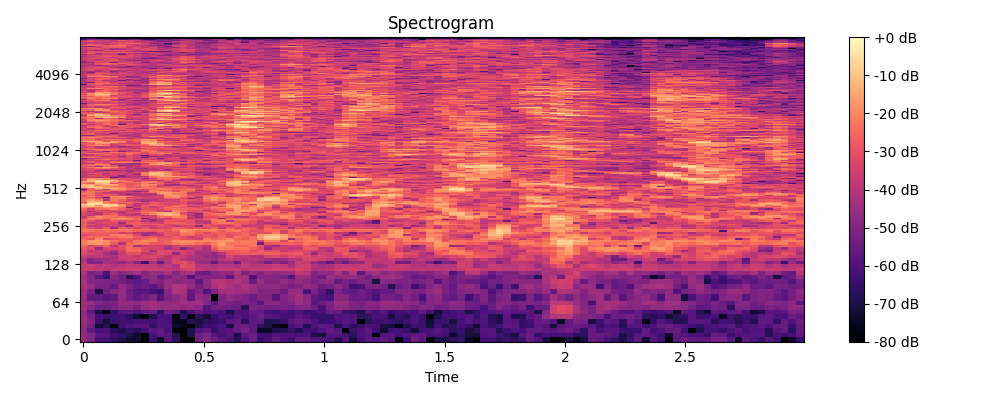 Spectrogram
4096
2048
1024
512
256
128
64
0
Hz
0
0.5
1
1.5
2
2.5
Time
+0 dB
-10 dB
-20 dB
-30 dB
-40 dB
-50 dB
-60 dB
-70 dB
-80 dB